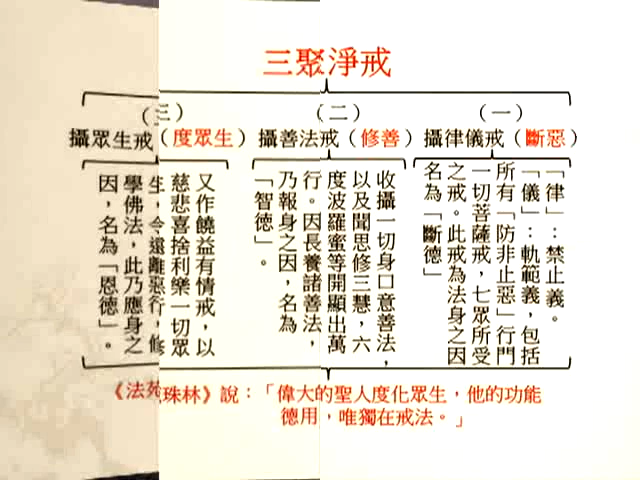 三聚淨戒
（一）
攝律儀戒（斷惡）
「律」：禁止義。
「儀」：軌範義，包括
所有「防非止惡」行門
一切菩薩戒，七眾所受
之戒。此戒為法身之因
名為「斷德」
（二）
攝善法戒（修善）
收攝一切身口意善法，
以及聞思修三慧，六
度波羅蜜等開顯出萬
行。因長養諸善法，
乃報身之因，名為
「智德」。
（三）
攝眾生戒（度眾生）
又作饒益有情戒，以
慈悲喜捨利樂一切眾
生，令遠離惡行，修
學佛法，此乃應身之
因，名為「恩德」。
《法苑珠林》說：「偉大的聖人度化眾生，他的功能
德用，唯獨在戒法。」